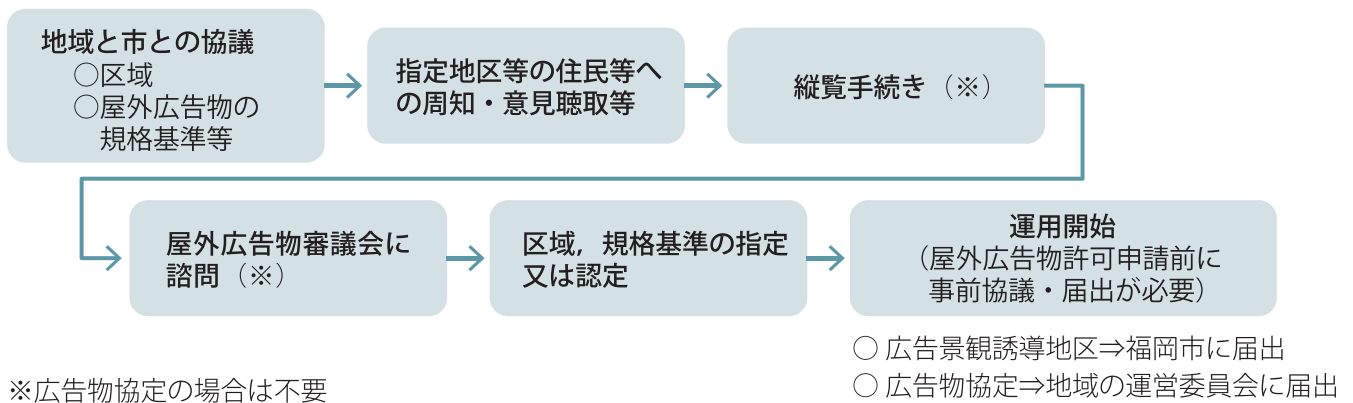 地域と市との協議
○区域
○屋外広告物の
規格基準等
指定地区等の住民等へ
の周知・意見聴取等
縦覧手続き（※）
屋外広告物審議会に
諮問（※）
区域，規格基準の指定
又は認定
運用開始
（屋外広告物許可申請前に
事前協議・届出が必要）
○ 広告景観誘導地区⇒福岡市に届出
○ 広告物協定⇒地域の運営委員会に届出
※広告物協定の場合は不要